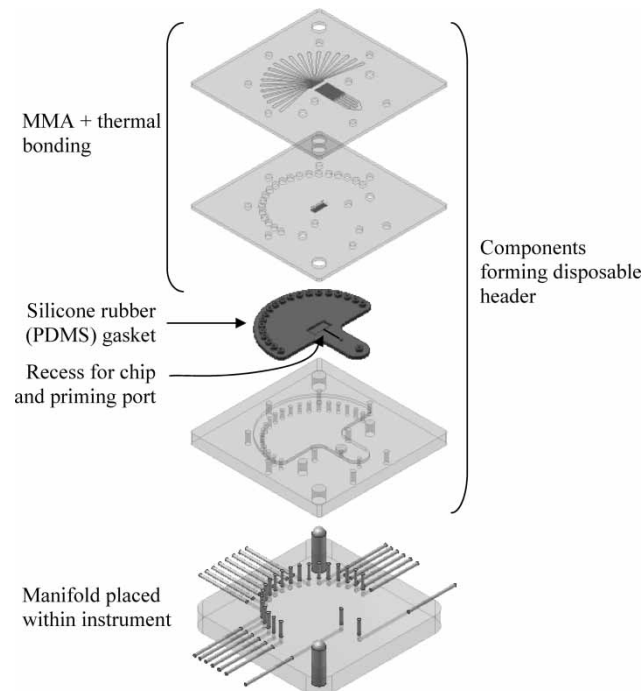 MMA + thermal
bonding
Components
forming disposable
header
Silicone rubber
(PDMS) gasket
Recess for chip
and priming port
Manifold placed
within instrument